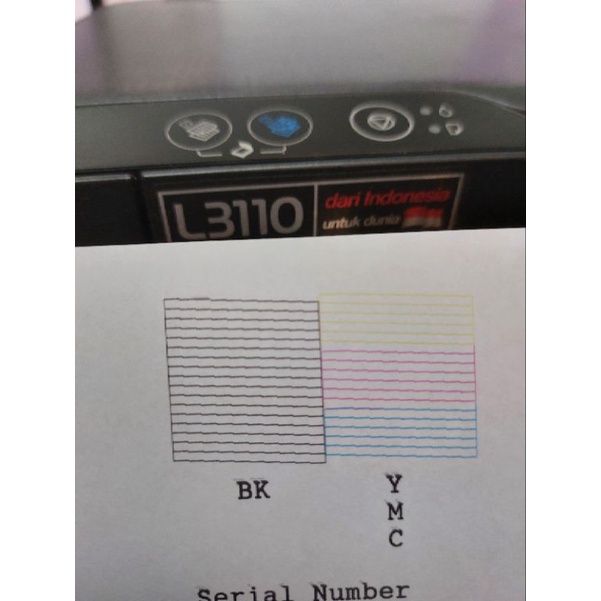 L3110
dari Indonesia
untuk dunia
BK
Y
M
C
Serial Number